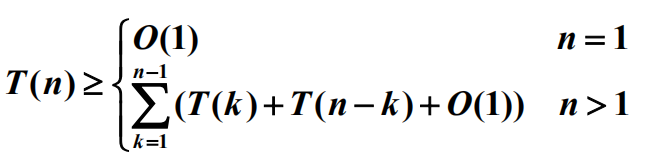 T(n) ≥ { O(1) n = 1
∑_{k=1}^{n−1} (T(k) + T(n − k) + O(1)) n > 1